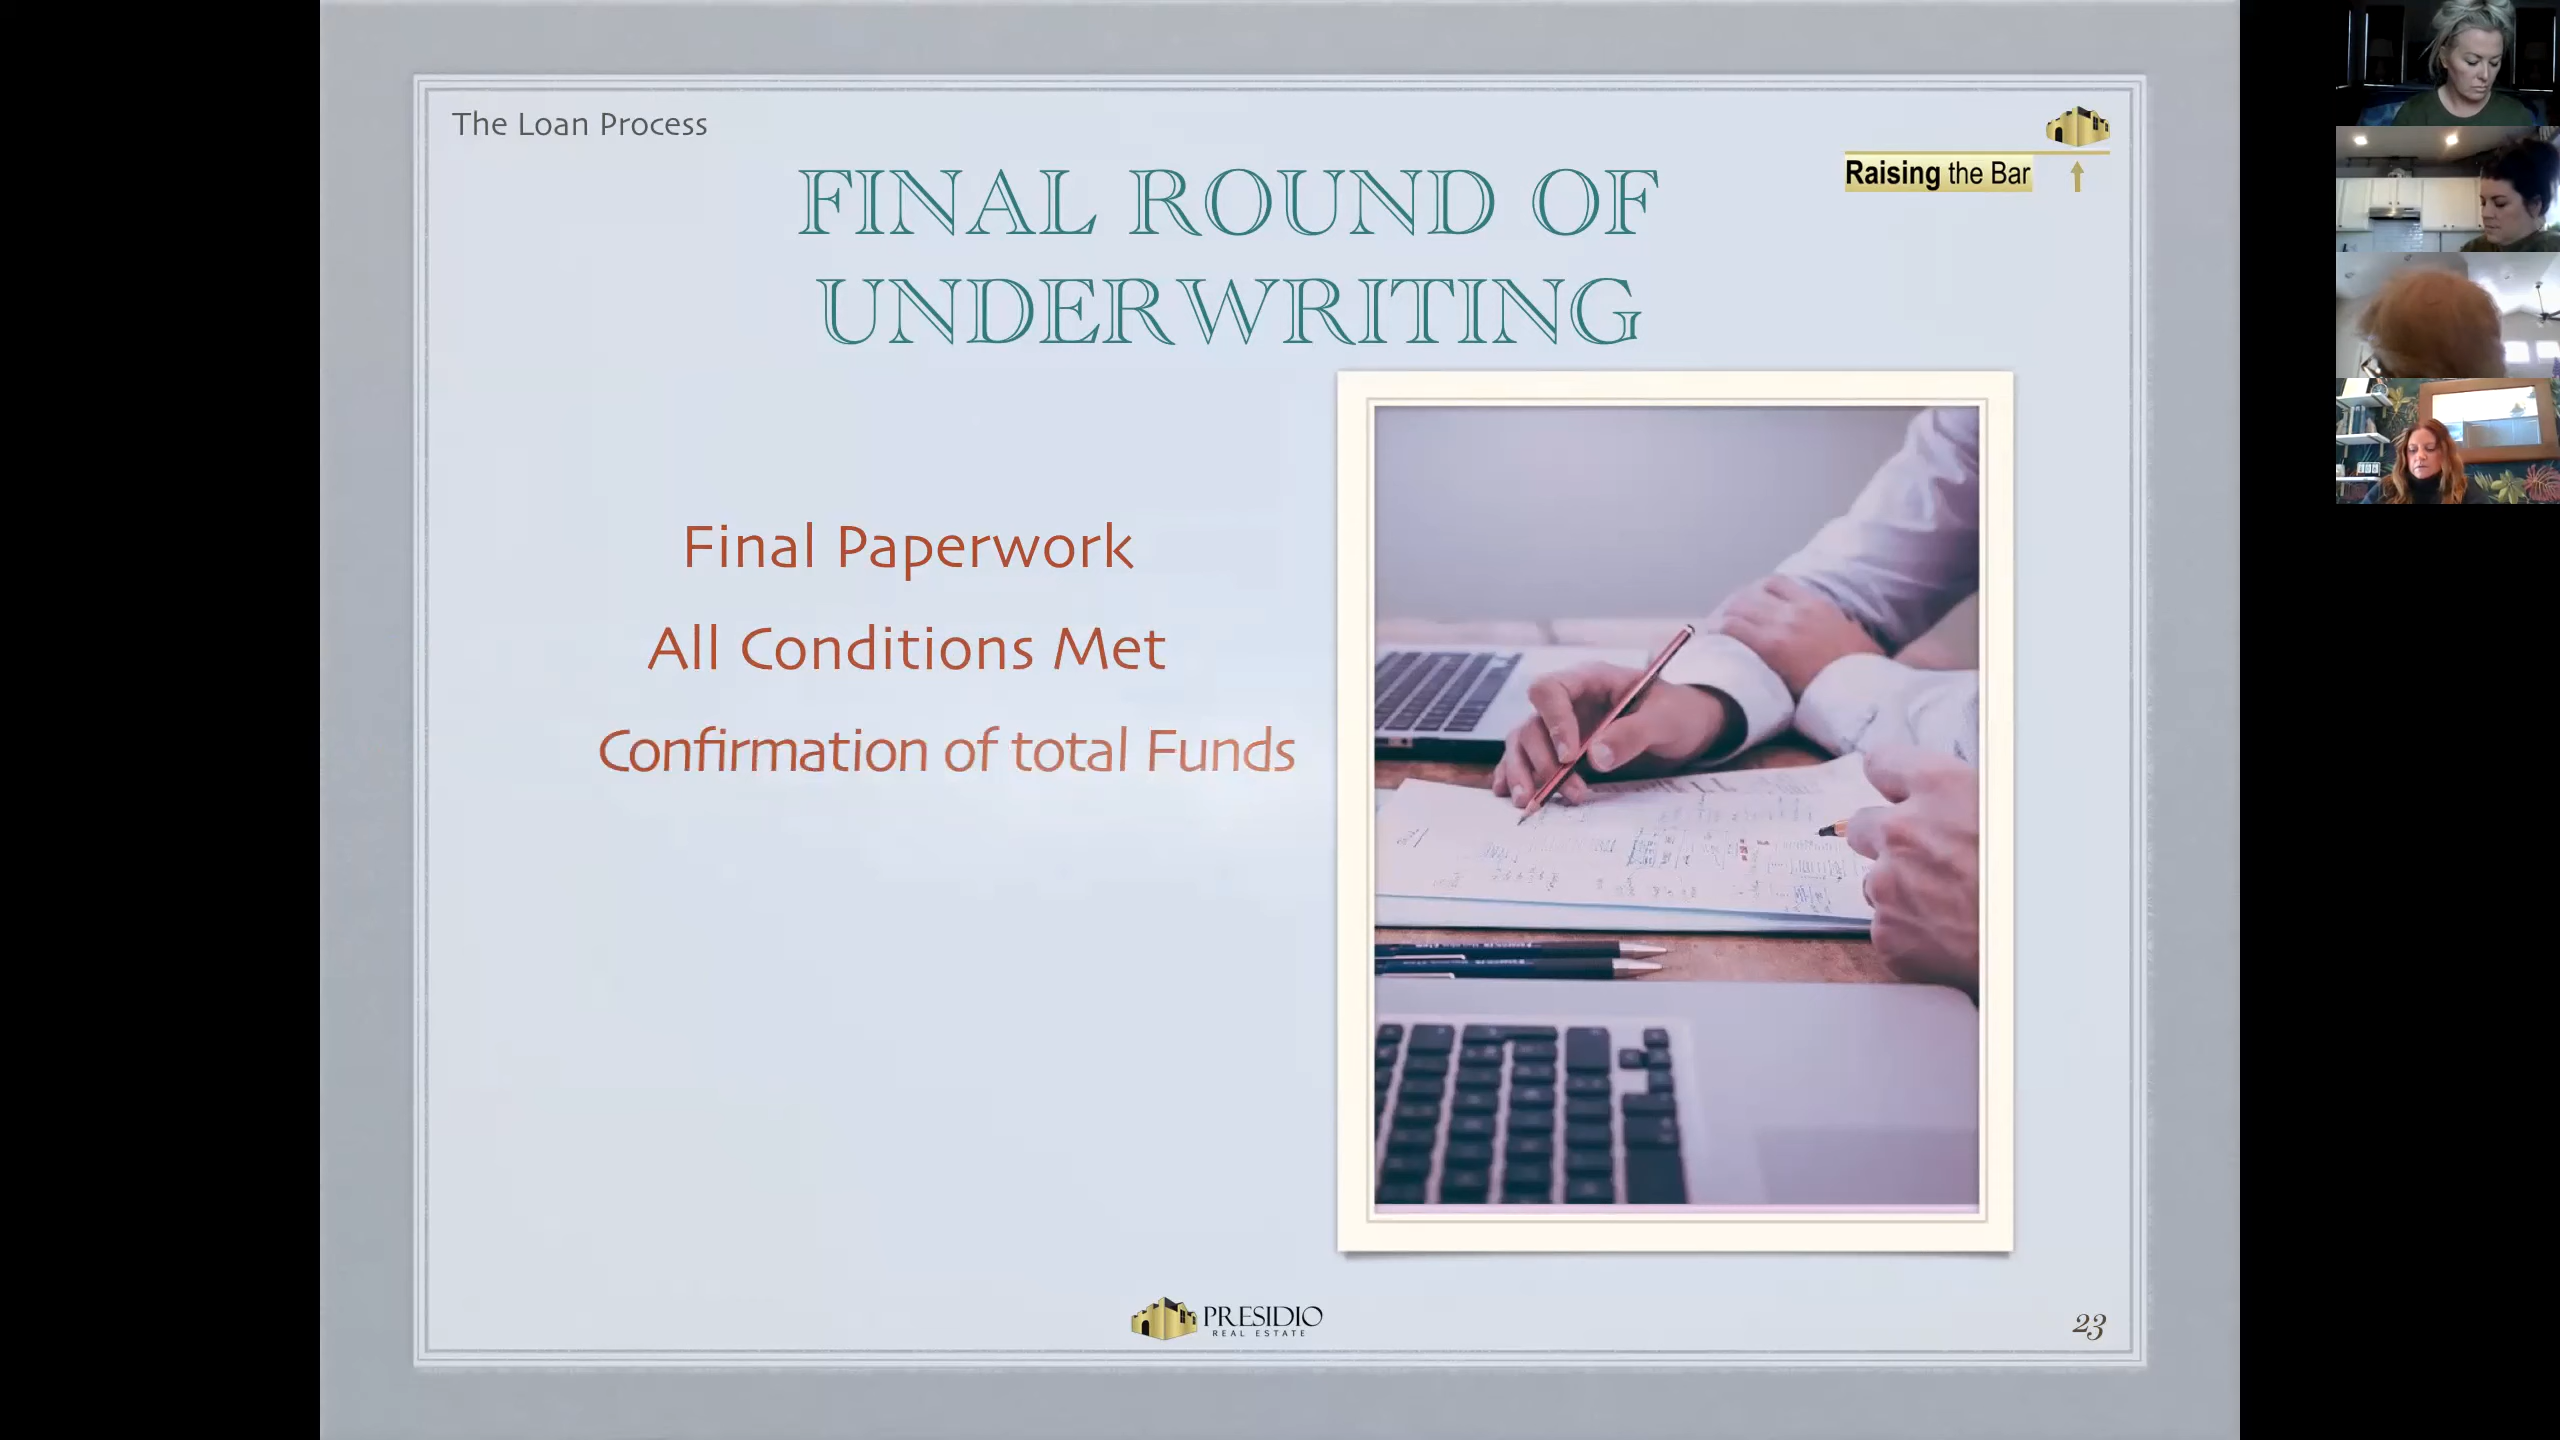 The Loan Process
Raising the Bar
FINAL ROUND OF
UNDERWRITING
Final Paperwork
All Conditions Met
Confirmation of total Funds
PRESIDIO
REAL ESTATE
23